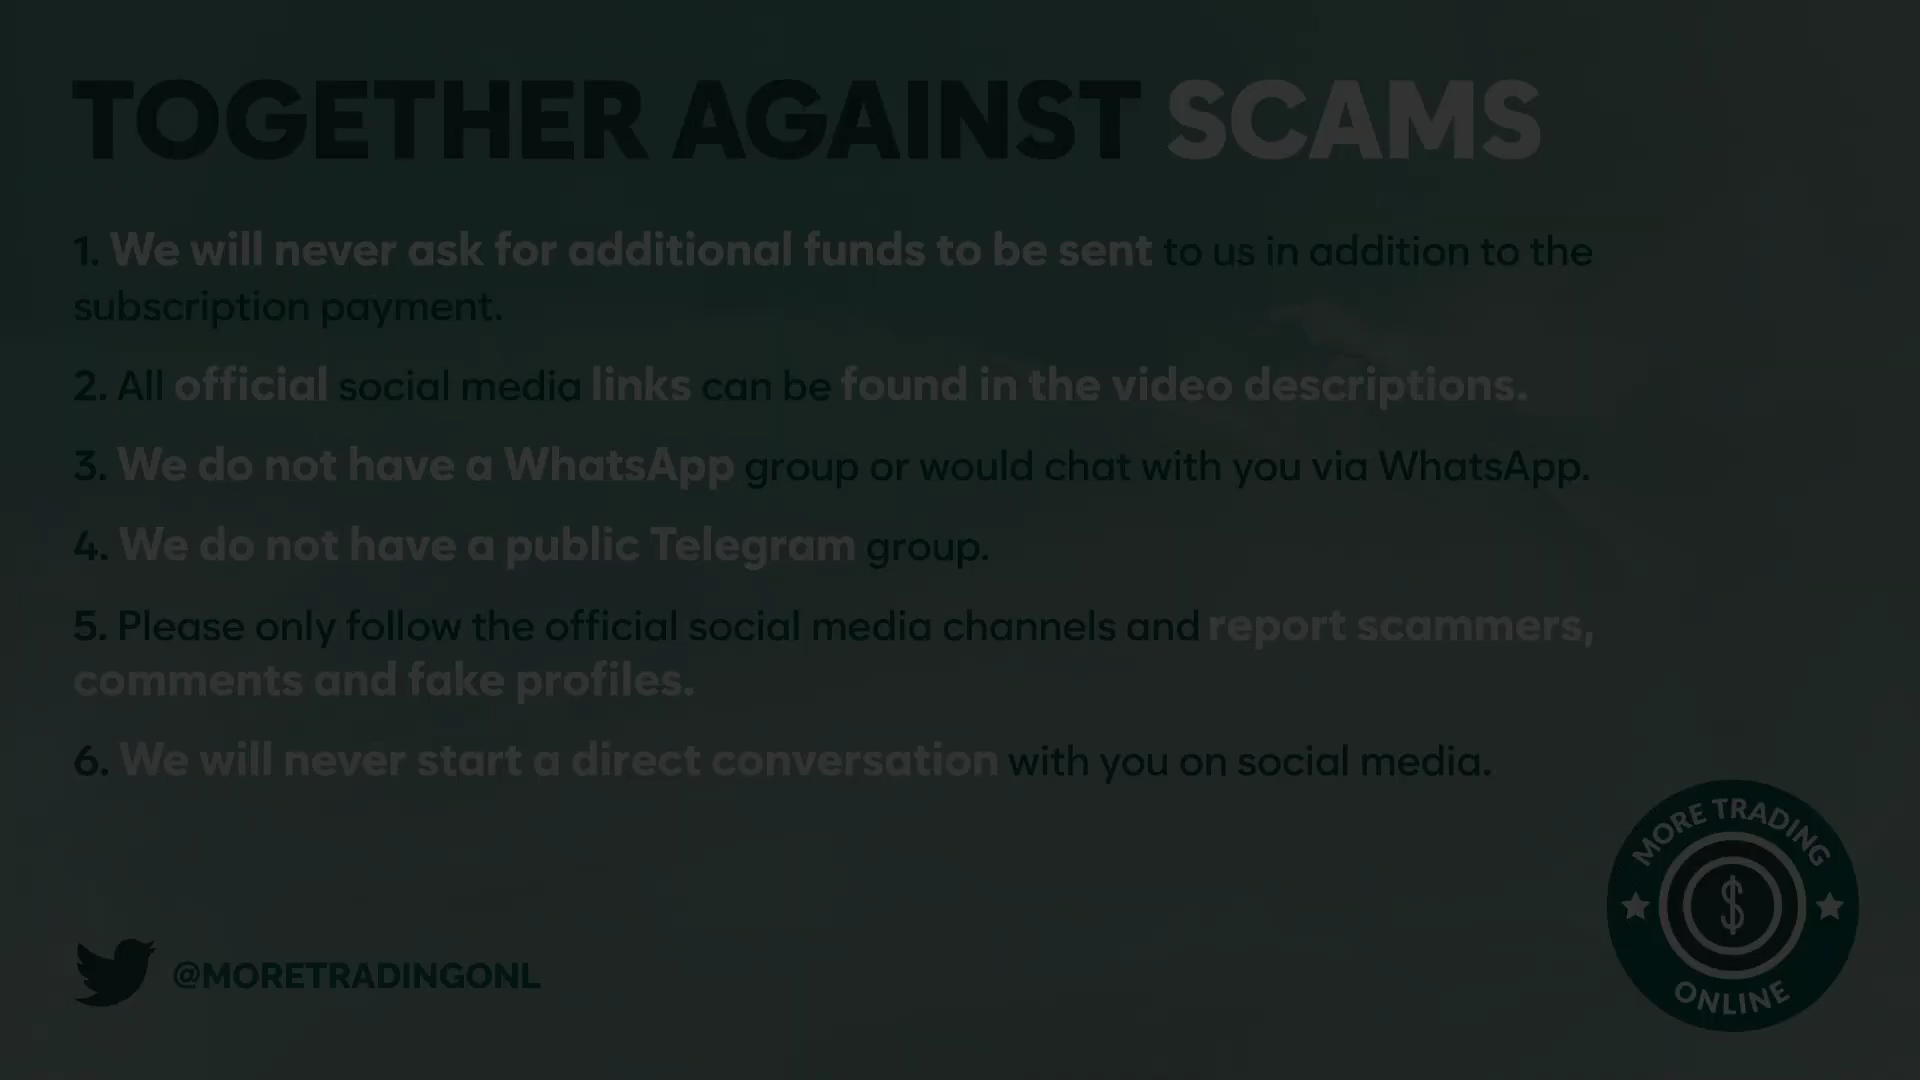 TOGETHER AGAINST SCAMS
1. We will never ask for additional funds to be sent to us in addition to the
subscription payment.
2. All official social media links can be found in the video descriptions.
3. We do not have a WhatsApp group or would chat with you via WhatsApp.
4. We do not have a public Telegram group.
5. Please only follow the official social media channels and report scammers,
comments and fake profiles.
6. We will never start a direct conversation with you on social media.
MORE TRADING
$
ONLINE
@MORETRADINGONL